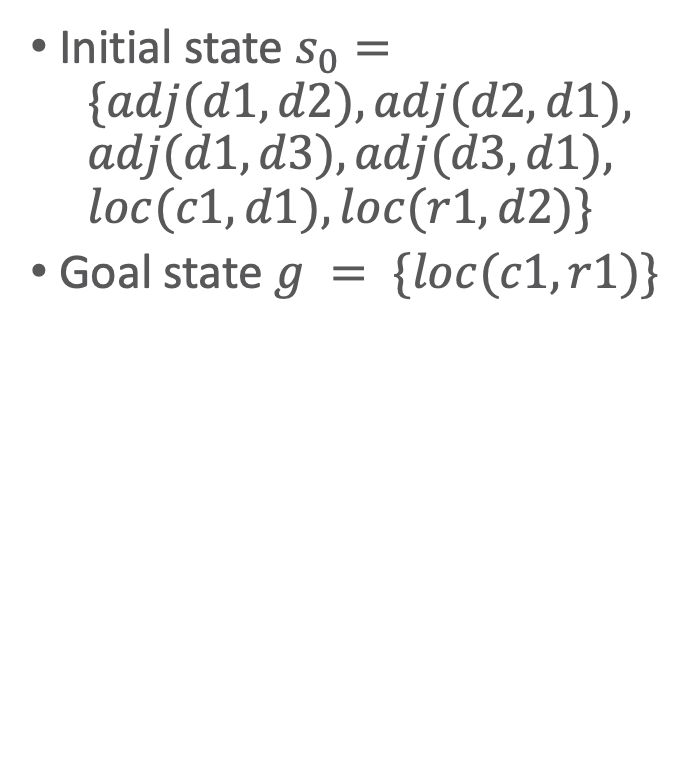 • Initial state s₀ =
{adj(d1, d2), adj(d2, d1),
adj(d1, d3), adj(d3, d1),
loc(c1, d1), loc(r1, d2)}
• Goal state g = {loc(c1, r1)}